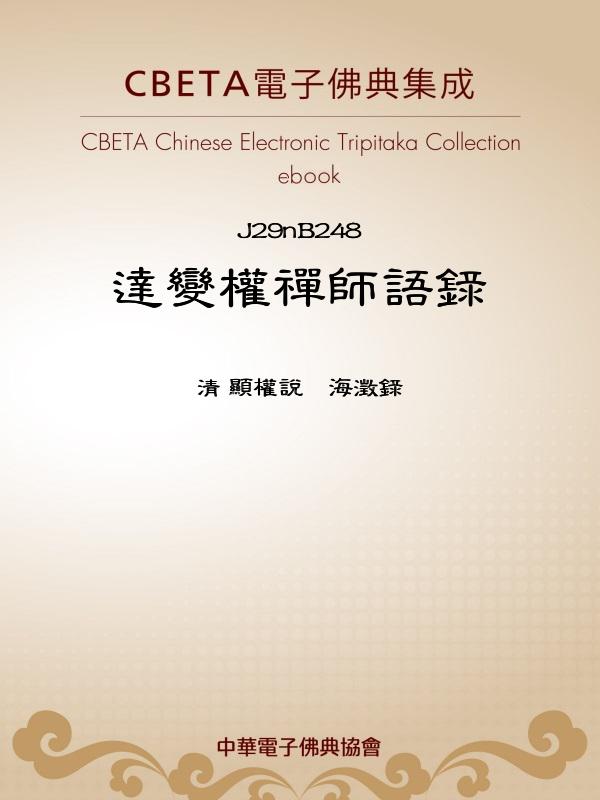 CBETA電子佛典集成
CBETA Chinese Electronic Tripitaka Collection
ebook
J29nB248
達變權禪師語錄
清 顯權說　海澂錄
中華電子佛典協會